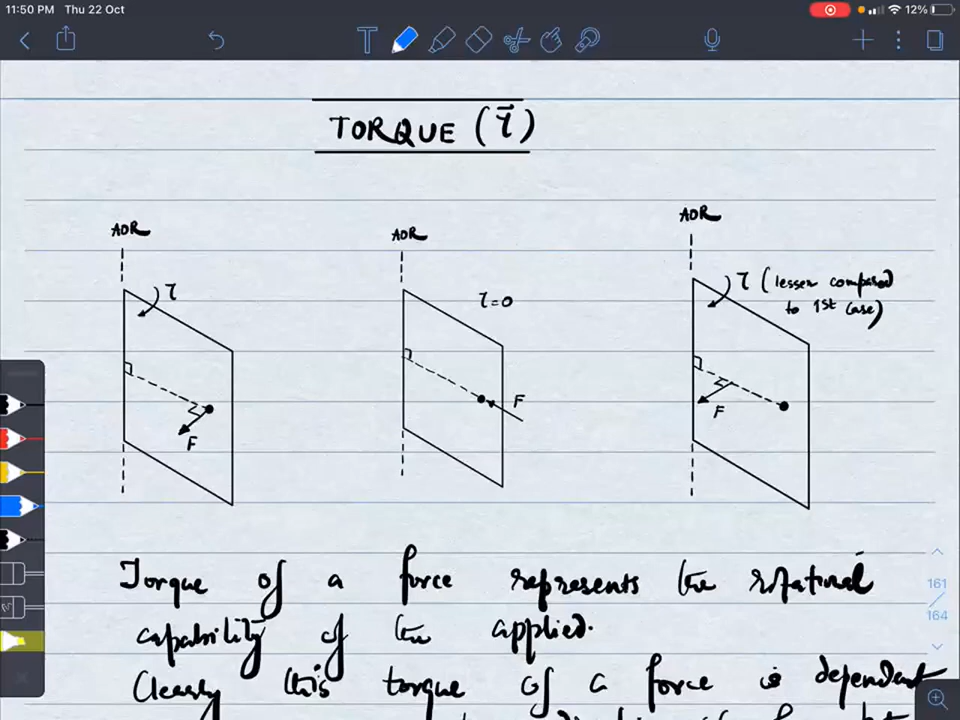 11:50 PM Thu 22 Oct
12%
T
TORQUE (τ⃗)
AOR
AOR
AOR
τ
τ=0
τ (lesser compared
to 1st case)
F
F
F
Torque of a force represents the rotational
capability of the applied.
161
164
Clearly this torque of a force is dependent